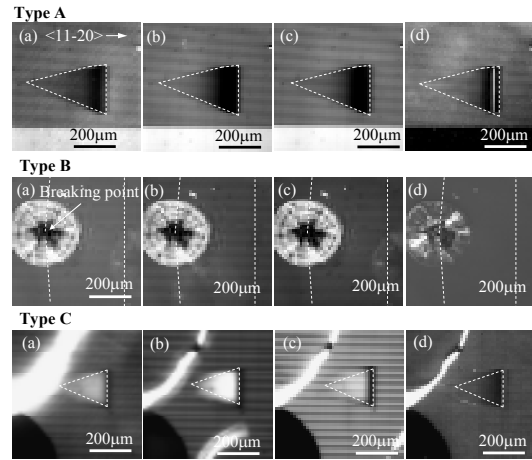 Type A
(a) <11-20> → (b) (c) (d)
200μm 200μm 200μm 200μm
Type B
(a) Breaking point (b) (c) (d)
200μm 200μm 200μm 200μm
Type C
(a) (b) (c) (d)
200μm 200μm 200μm 200μm